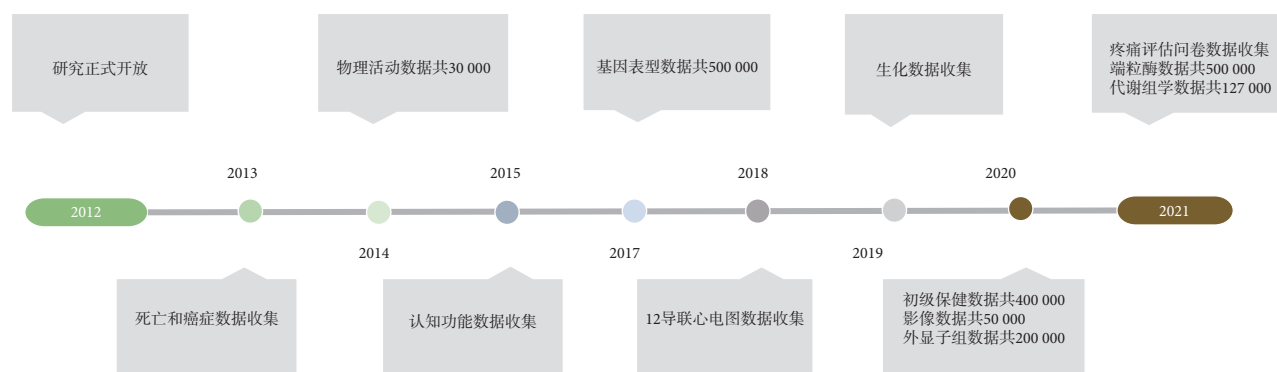 研究正式开放
物理活动数据共30 000
基因表型数据共500 000
生化数据收集
疼痛评估问卷数据收集
端粒酶数据共500 000
代谢组学数据共127 000
2013
2015
2018
2020
2012
2021
2014
2017
2019
死亡和癌症数据收集
认知功能数据收集
12导联心电图数据收集
初级保健数据共400 000
影像数据共50 000
外显子组数据共200 000